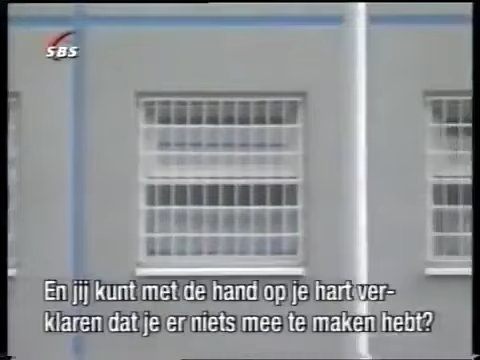 SBS
En jij kunt met de hand op je hart ver-
klaren dat je er niets mee te maken hebt?